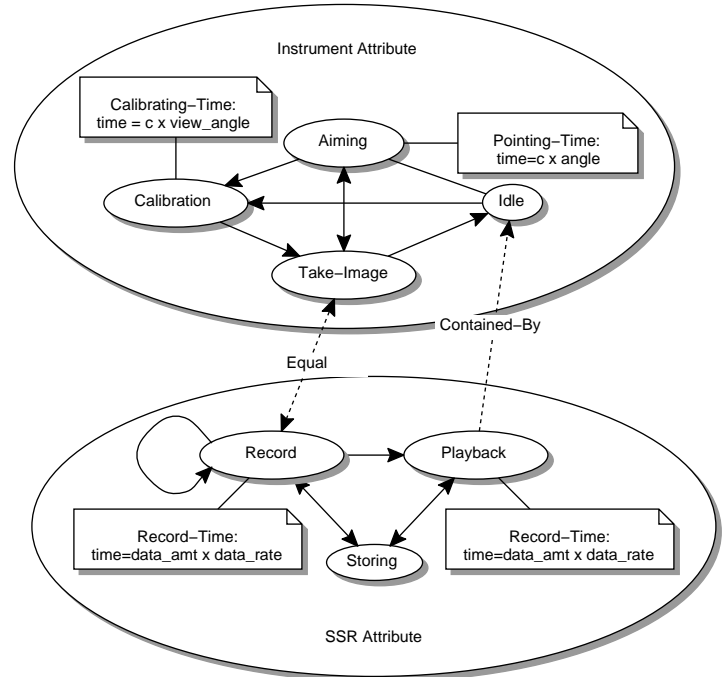 Instrument Attribute
Calibrating−Time:
time = c x view_angle
Aiming
Pointing−Time:
time=c x angle
Calibration
Idle
Take−Image
Contained−By
Equal
Record
Playback
Record−Time:
time=data_amt x data_rate
Record−Time:
time=data_amt x data_rate
Storing
SSR Attribute